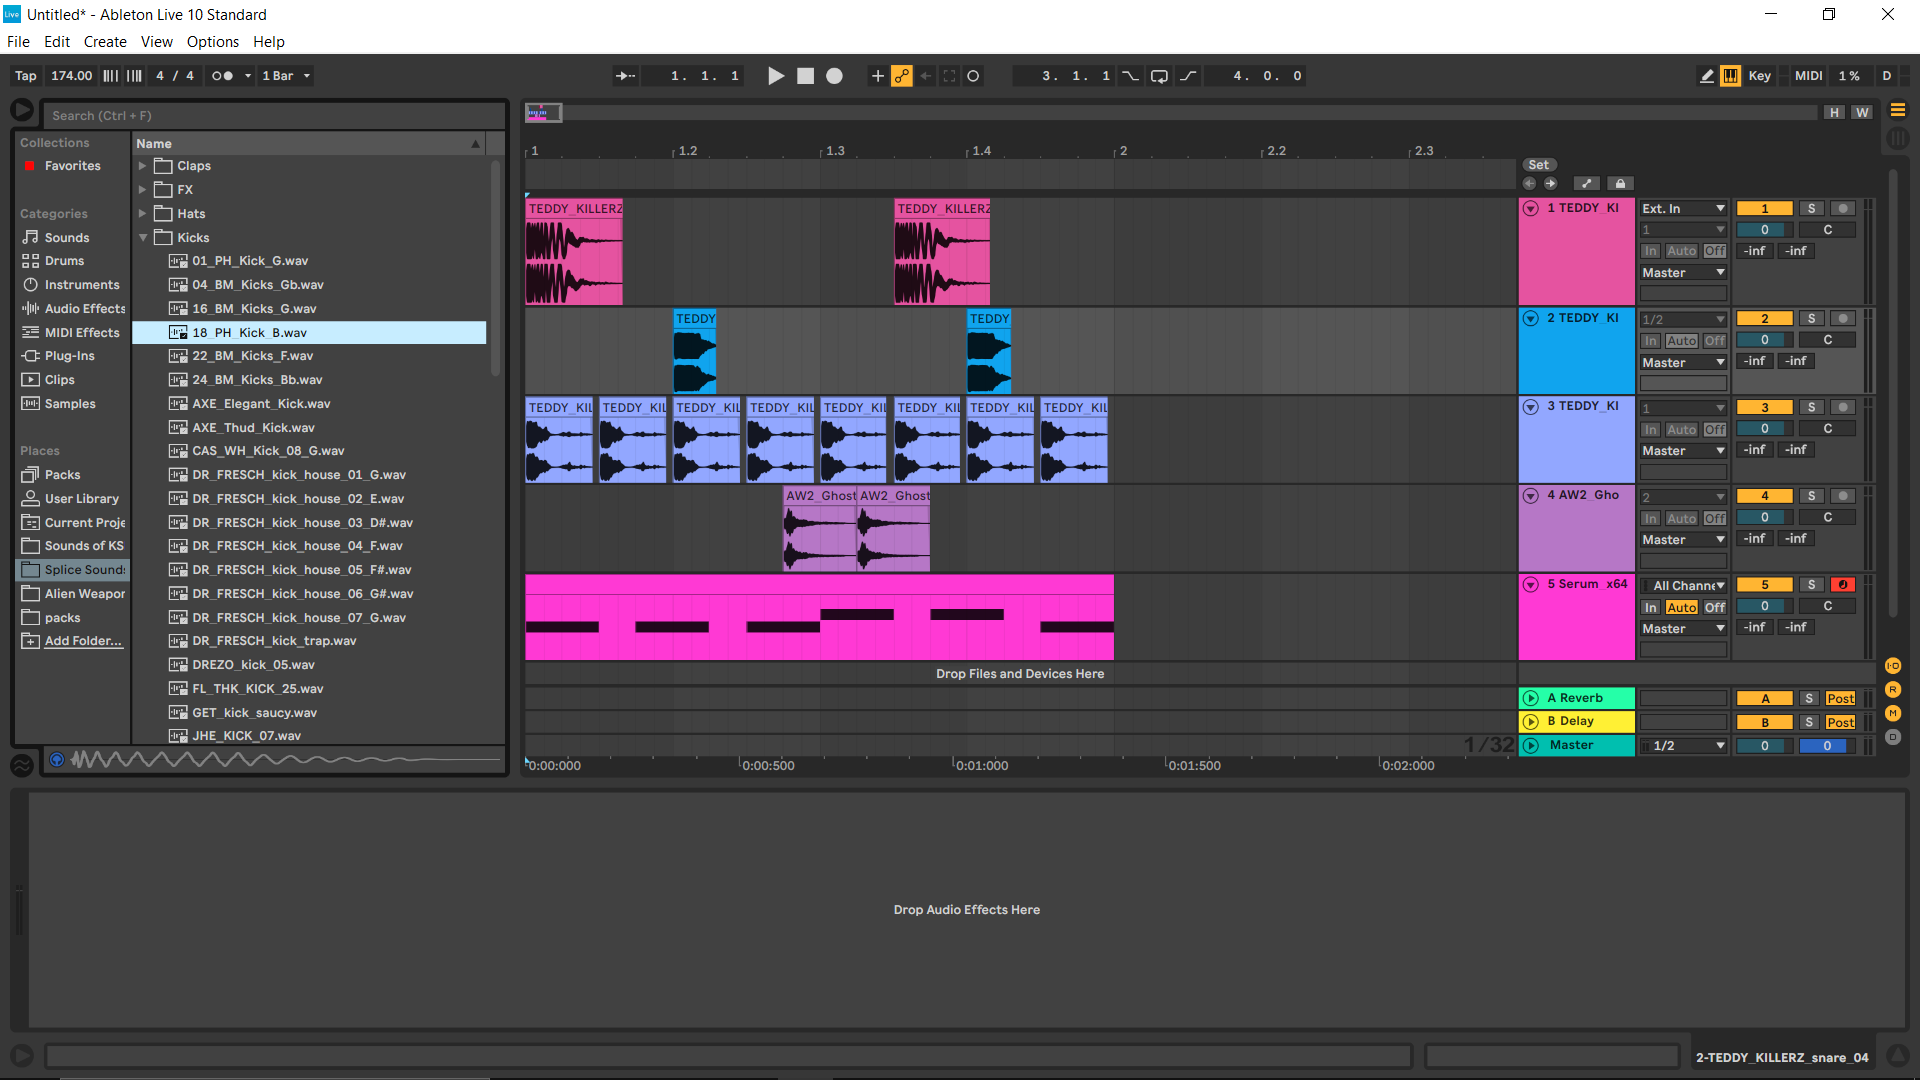 Live Untitled* - Ableton Live 10 Standard
File Edit Create View Options Help
Tap 174.00 4 / 4 1 Bar 1. 1. 1 3. 1. 1 4. 0. 0 Key MIDI 1 % D
Search (Ctrl + F)
Collections
Favorites
Categories
Sounds
Drums
Instruments
Audio Effects
MIDI Effects
Plug-Ins
Clips
Samples
Places
Packs
User Library
Current Proje
Sounds of KS
Splice Sounds
Alien Weapor
packs
Add Folder...
Name
Claps
FX
Hats
Kicks
01_PH_Kick_G.wav
04_BM_Kicks_Gb.wav
16_BM_Kicks_G.wav
18_PH_Kick_B.wav
22_BM_Kicks_F.wav
24_BM_Kicks_Bb.wav
AXE_Elegant_Kick.wav
AXE_Thud_Kick.wav
CAS_WH_Kick_08_G.wav
DR_FRESCH_kick_house_01_G.wav
DR_FRESCH_kick_house_02_E.wav
DR_FRESCH_kick_house_03_D#.wav
DR_FRESCH_kick_house_04_F.wav
DR_FRESCH_kick_house_05_F#.wav
DR_FRESCH_kick_house_06_G#.wav
DR_FRESCH_kick_house_07_G.wav
DR_FRESCH_kick_trap.wav
DREZO_kick_05.wav
FL_THK_KICK_25.wav
GET_kick_saucy.wav
JHE_KICK_07.wav
H W
1 1.2 1.3 1.4 2 2.2 2.3
Set
TEDDY_KILLERZ TEDDY_KILLERZ
1 TEDDY_KI Ext. In 1 S
1 0 C
In Auto Off -inf -inf
Master
TEDDY TEDDY
2 TEDDY_KI 1/2 2 S
In Auto Off 0 C
Master -inf -inf
TEDDY_KIL TEDDY_KIL TEDDY_KIL TEDDY_KIL TEDDY_KIL TEDDY_KIL TEDDY_KIL TEDDY_KIL
3 TEDDY_KI 1 3 S
In Auto Off 0 C
Master -inf -inf
AW2_Ghost AW2_Ghost
4 AW2_Gho 2 4 S
In Auto Off 0 C
Master -inf -inf
5 Serum_x64 All Channe 5 S
In Auto Off 0 C
Master -inf -inf
Drop Files and Devices Here
A Reverb A S Post
B Delay B S Post
1/32 Master 1/2 0 0
0:00:000 0:00:500 0:01:000 0:01:500 0:02:000
I·O
R
M
D
Drop Audio Effects Here
2-TEDDY_KILLERZ_snare_04